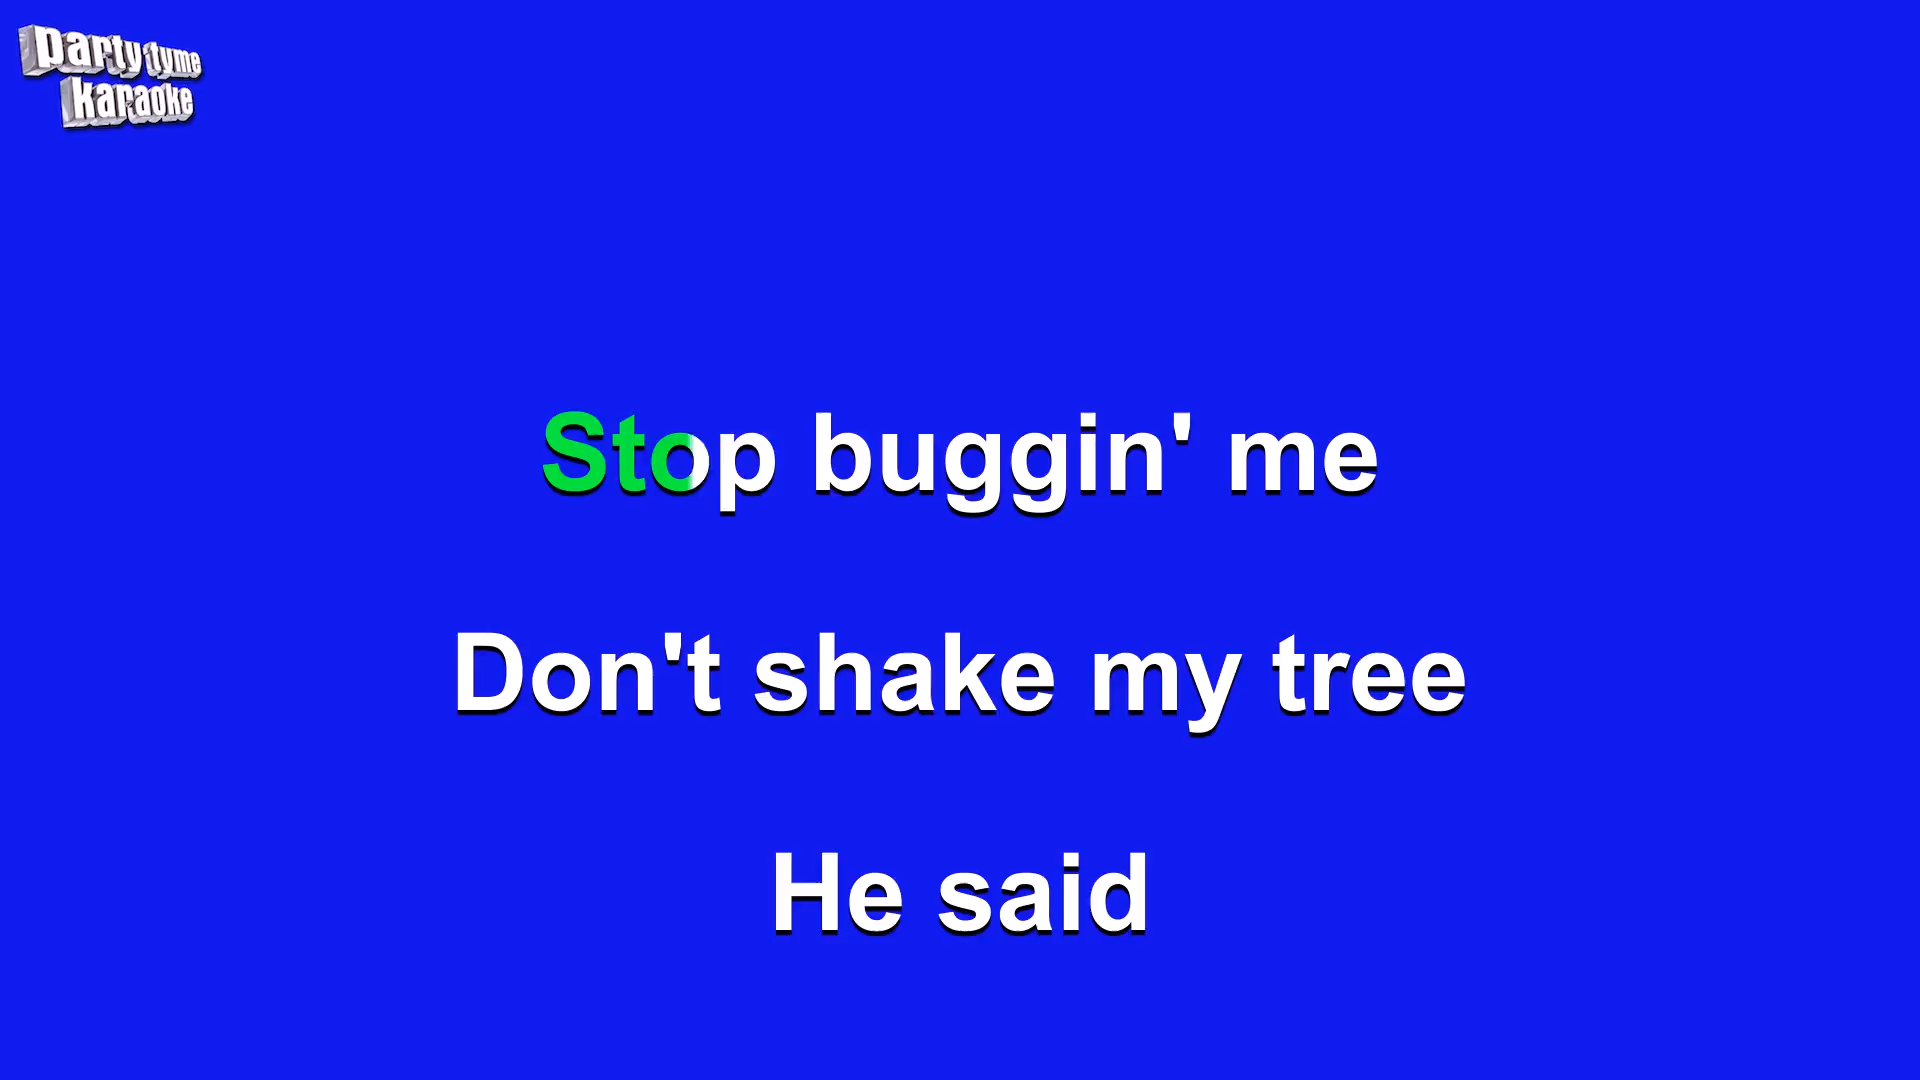 party tyme
karaoke
Stop buggin' me
Don't shake my tree
He said